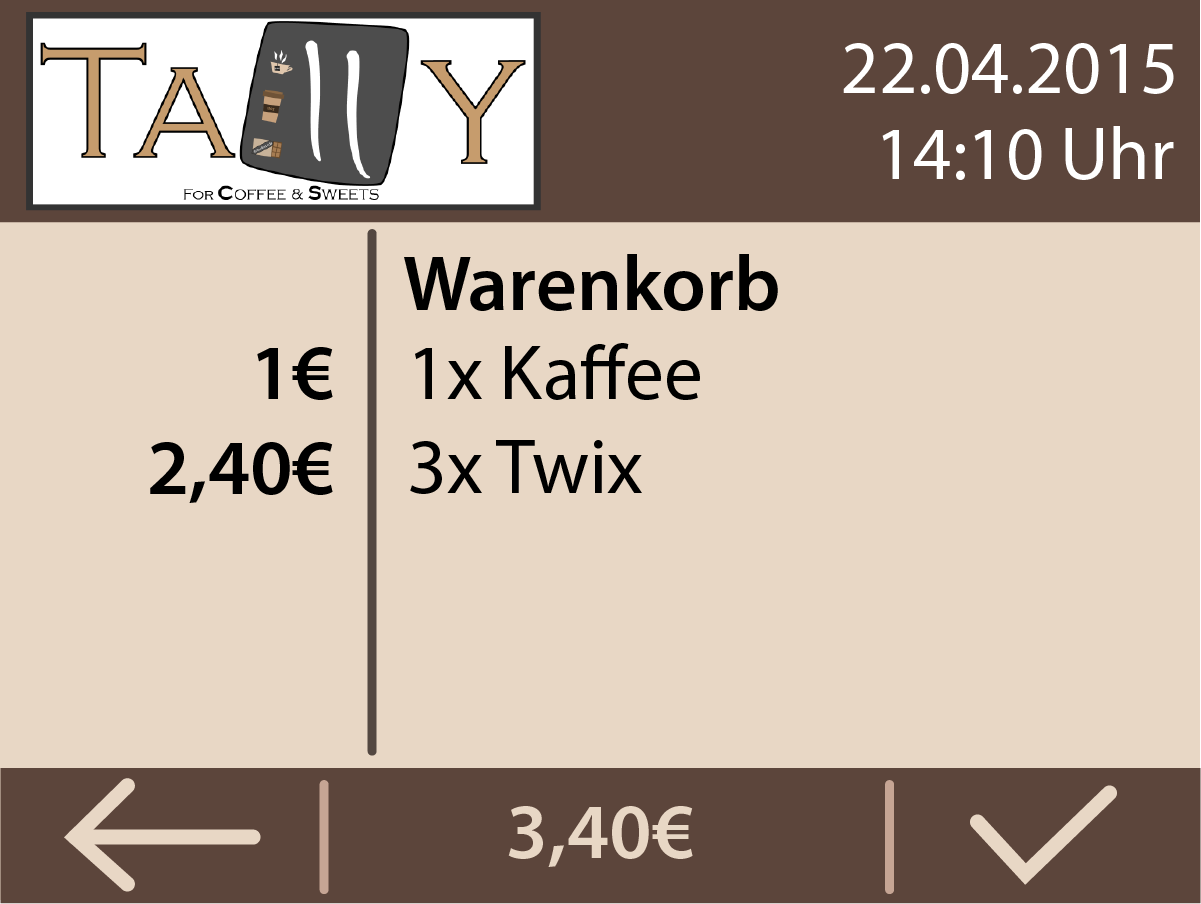 TallY
FOR COFFEE & SWEETS
22.04.2015
14:10 Uhr
Warenkorb
1€ 1x Kaffee
2,40€ 3x Twix
3,40€